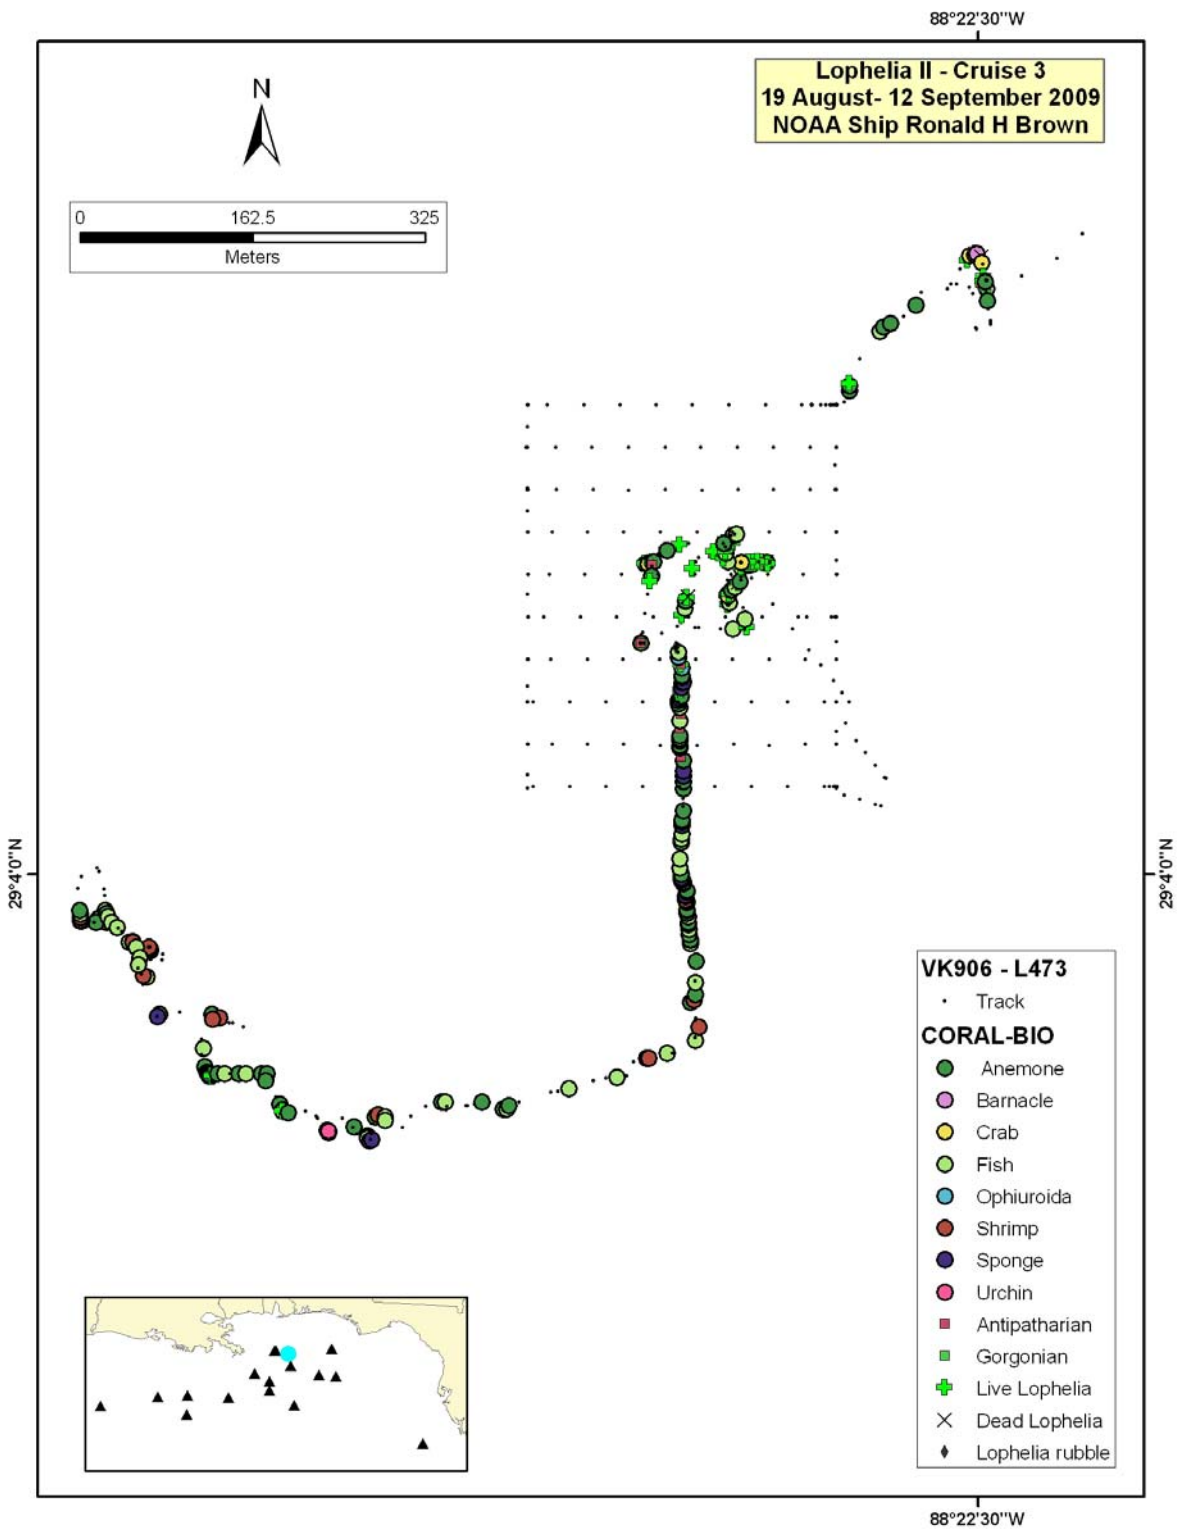 88°22'30"W
Lophelia II - Cruise 3
19 August- 12 September 2009
NOAA Ship Ronald H Brown
N
0 162.5 325
Meters
29°4'0"N
29°4'0"N
VK906 - L473
Track
CORAL-BIO
Anemone
Barnacle
Crab
Fish
Ophiuroida
Shrimp
Sponge
Urchin
Antipatharian
Gorgonian
Live Lophelia
Dead Lophelia
Lophelia rubble
88°22'30"W